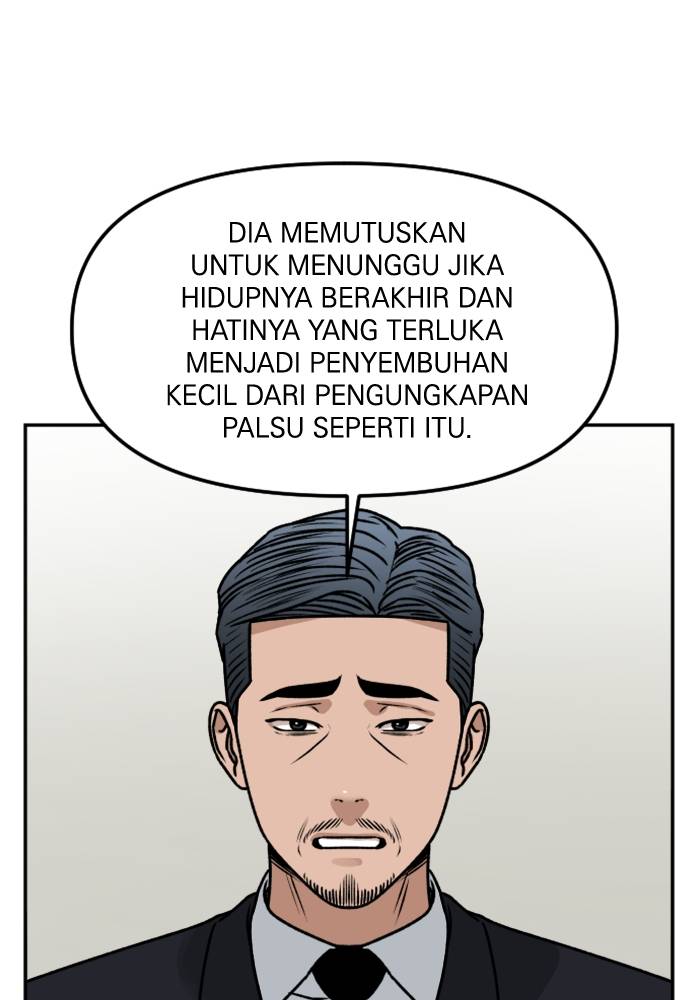 DIA MEMUTUSKAN
UNTUK MENUNGGU JIKA
HIDUPNYA BERAKHIR DAN
HATINYA YANG TERLUKA
MENJADI PENYEMBUHAN
KECIL DARI PENGUNGKAPAN
PALSU SEPERTI ITU.